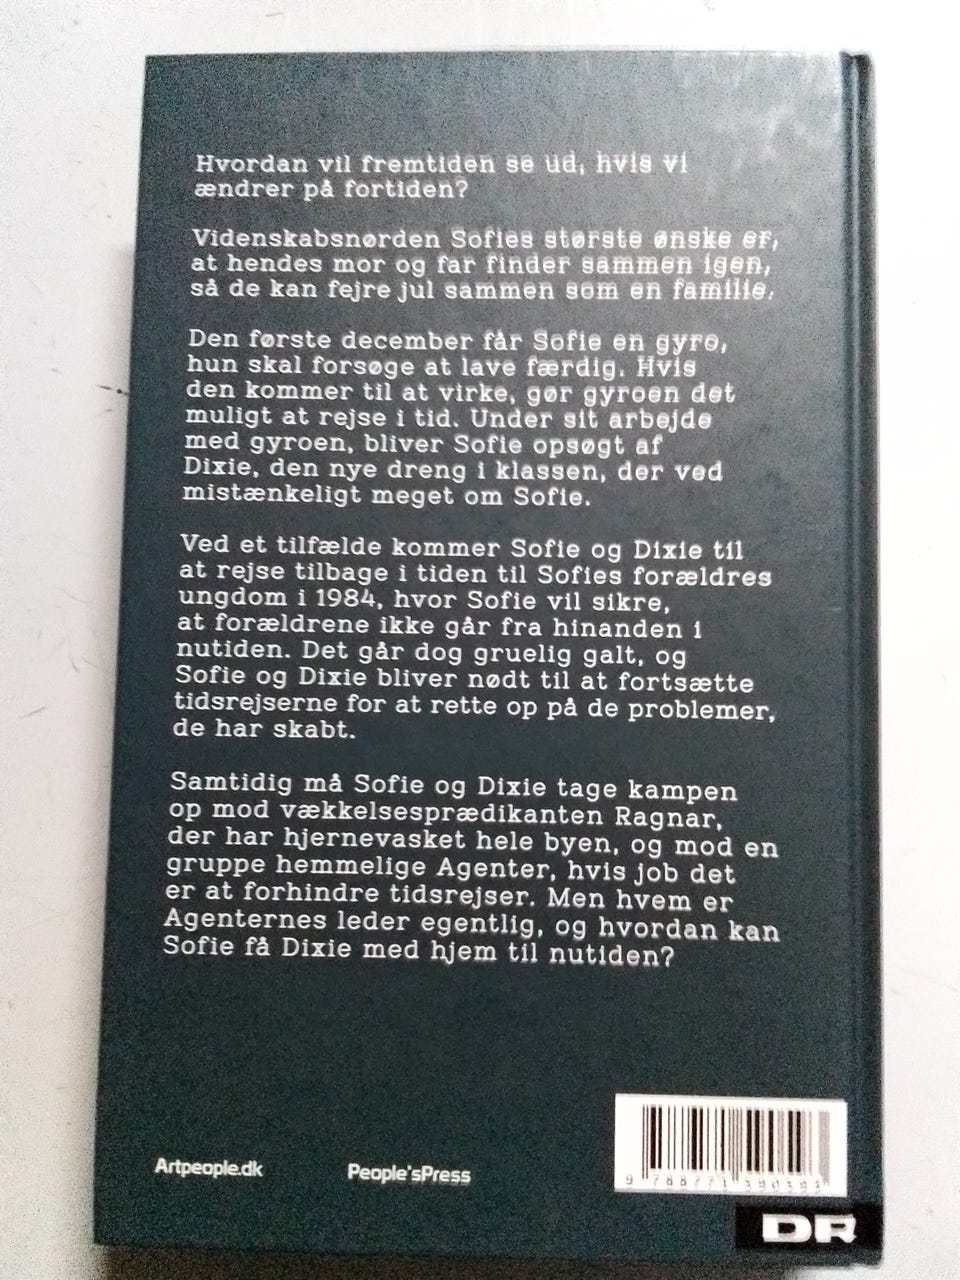 Hvordan vil fremtiden se ud, hvis vi
ændrer på fortiden?
Videnskabsnørden Sofies største ønske er,
at hendes mor og far finder sammen igen,
så de kan fejre jul sammen som en familie.
Den første december får Sofie en gyro,
hun skal forsøge at lave færdig. Hvis
den kommer til at virke, gør gyroen det
muligt at rejse i tid. Under sit arbejde
med gyroen, bliver Sofie opsøgt af
Dixie, den nye dreng i klassen, der ved
mistænkeligt meget om Sofie.
Ved et tilfælde kommer Sofie og Dixie til
at rejse tilbage i tiden til Sofies forældres
ungdom i 1984, hvor Sofie vil sikre,
at forældrene ikke går fra hinanden i
nutiden. Det går dog gruelig galt, og
Sofie og Dixie bliver nødt til at fortsætte
tidsrejserne for at rette op på de problemer,
de har skabt.
Samtidig må Sofie og Dixie tage kampen
op mod vækkelsesprædikanten Ragnar,
der har hjernevasket hele byen, og mod en
gruppe hemmelige Agenter, hvis job det
er at forhindre tidsrejser. Men hvem er
Agenternes leder egentlig, og hvordan kan
Sofie få Dixie med hjem til nutiden?
Artpeople.dk
People'sPress
DR